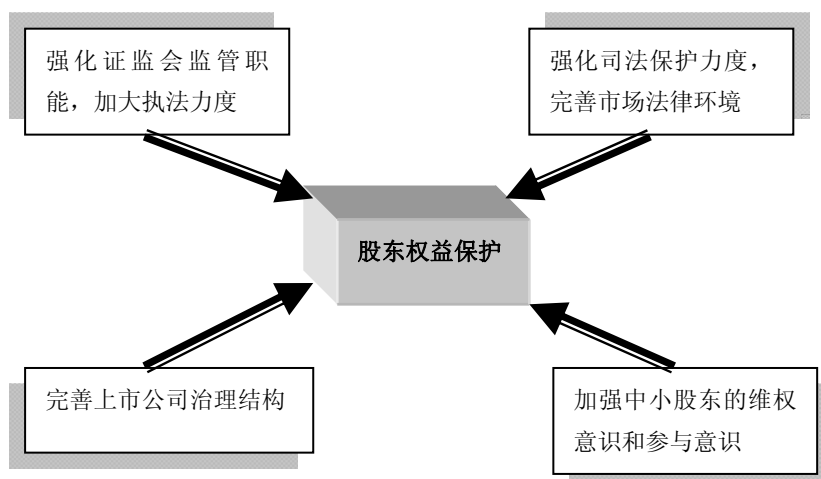 强化证监会监管职
能，加大执法力度
强化司法保护力度，
完善市场法律环境
股东权益保护
完善上市公司治理结构
加强中小股东的维权
意识和参与意识